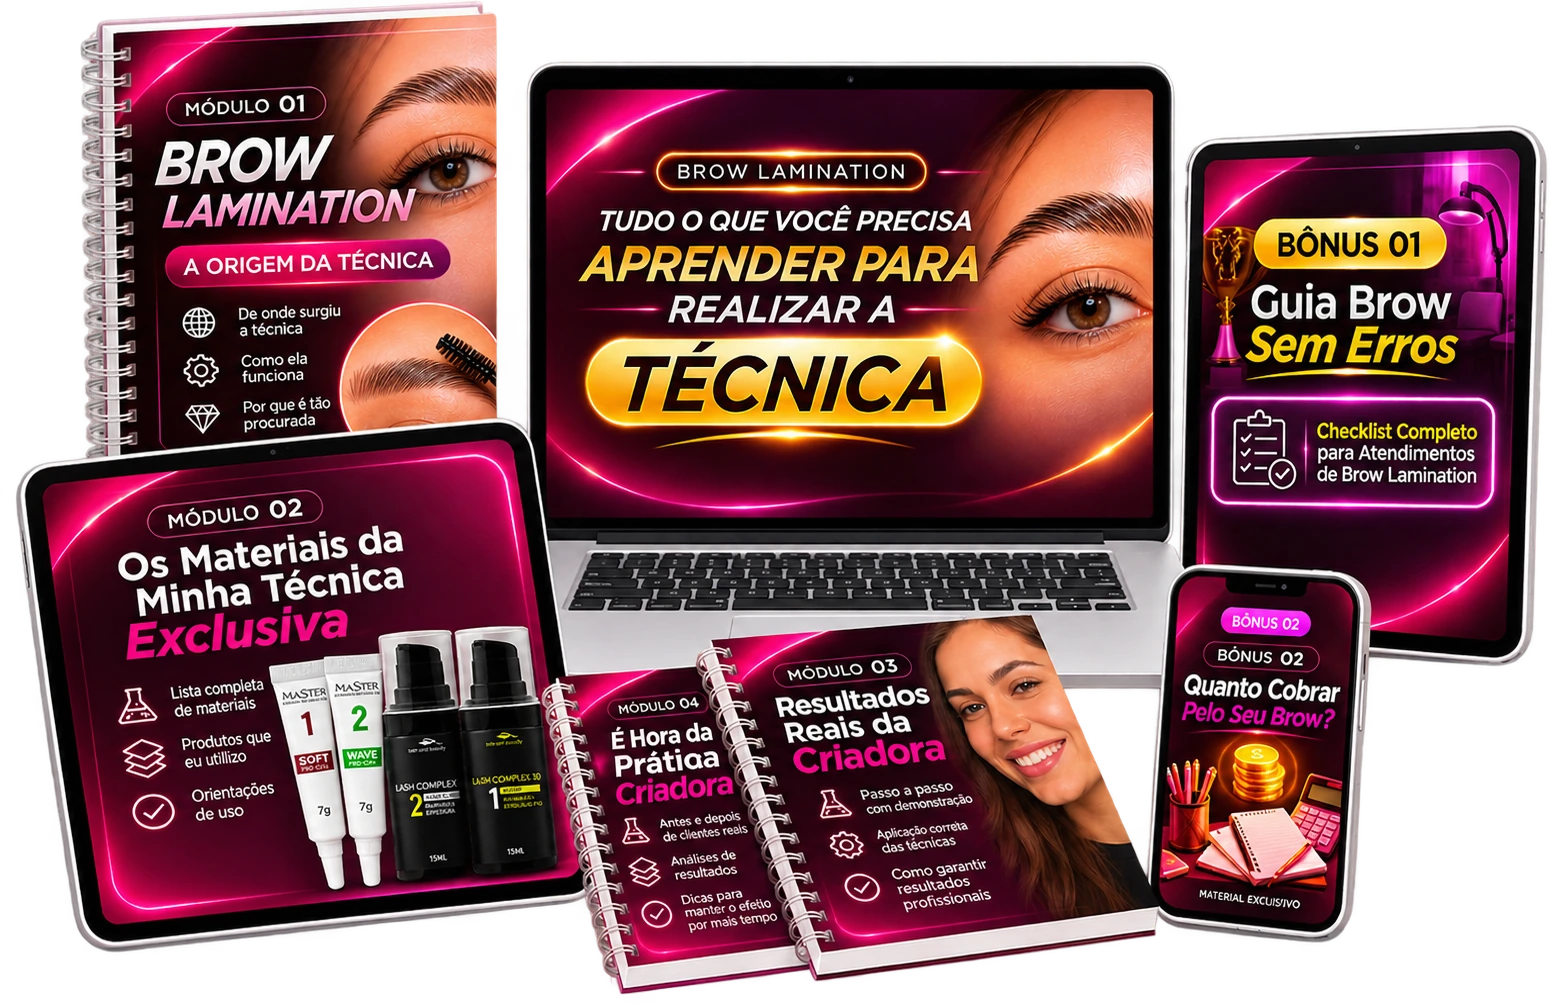 MÓDULO 01
BROW
LAMINATION
A ORIGEM DA TÉCNICA
De onde surgiu
a técnica
Como ela
funciona
Por que é tão
procurada
BROW LAMINATION
TUDO O QUE VOCÊ PRECISA
APRENDER PARA
REALIZAR A
TÉCNICA
BÔNUS 01
Guia Brow
Sem Erros
Checklist Completo
para Atendimentos
de Brow Lamination
MÓDULO 02
Os Materiais da
Minha Técnica
Exclusiva
Lista completa
de materiais
Produtos que
eu utilizo
Orientações
de uso
MASTER
1
SOFT
7g
MASTER
2
WAVE
7g
LASH COMPLEX
2
15ML
LASH COMPLEX
1
15ML
MÓDULO 04
É Hora da
Prática
Criadora
Antes e depois
de clientes reais
Análises de
resultados
Dicas para
manter o efeito
por mais tempo
MÓDULO 03
Resultados
Reais da
Criadora
Passo a passo
com demonstração
Aplicação correta
das técnicas
Como garantir
resultados
profissionais
BÔNUS 02
BÔNUS 02
Quanto Cobrar
Pelo Seu Brow?
MATERIAL EXCUISIVO